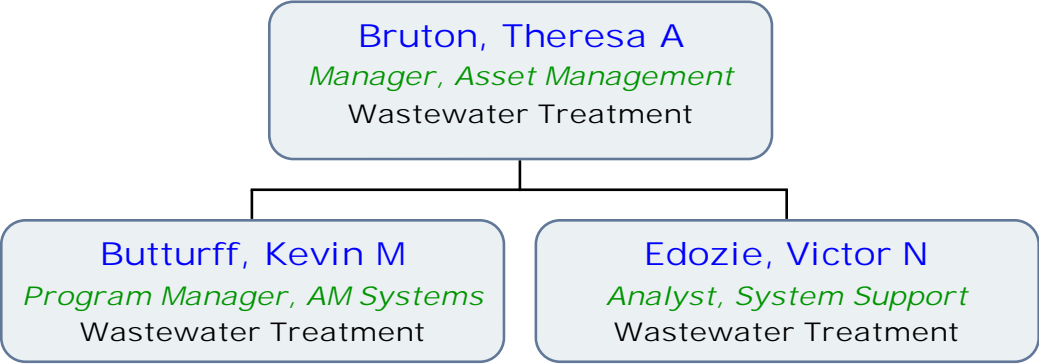 Bruton, Theresa A
Manager, Asset Management
Wastewater Treatment
Butturff, Kevin M
Program Manager, AM Systems
Wastewater Treatment
Edozie, Victor N
Analyst, System Support
Wastewater Treatment